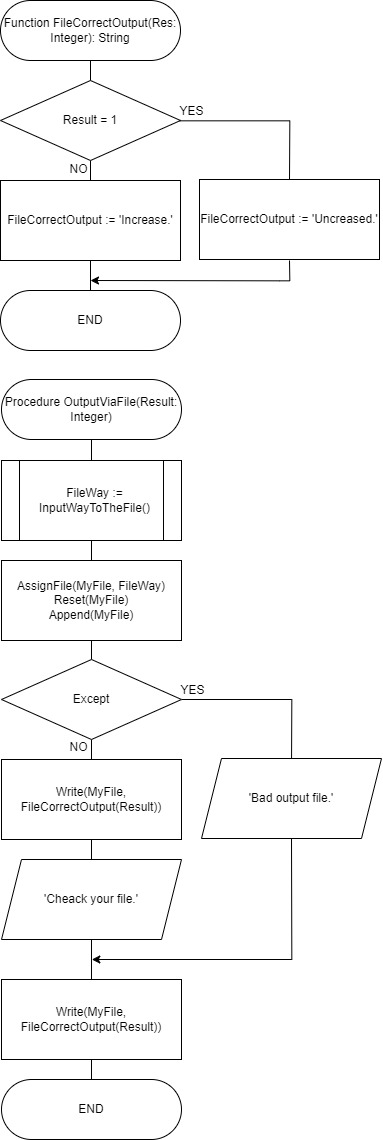 Function FileCorrectOutput(Res:
Integer): String
Result = 1
YES
NO
FileCorrectOutput := 'Increase.'
FileCorrectOutput := 'Uncreased.'
END
Procedure OutputViaFile(Result:
Integer)
FileWay :=
InputWayToTheFile()
AssignFile(MyFile, FileWay)
Reset(MyFile)
Append(MyFile)
Except
YES
NO
Write(MyFile,
FileCorrectOutput(Result))
'Bad output file.'
'Cheack your file.'
Write(MyFile,
FileCorrectOutput(Result))
END